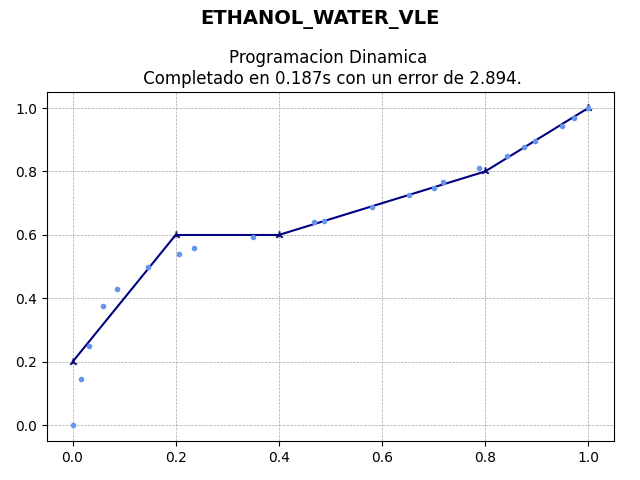 ETHANOL_WATER_VLE
Programacion Dinamica
Completado en 0.187s con un error de 2.894.
1.0
0.8
0.6
0.4
0.2
0.0
0.0 0.2 0.4 0.6 0.8 1.0